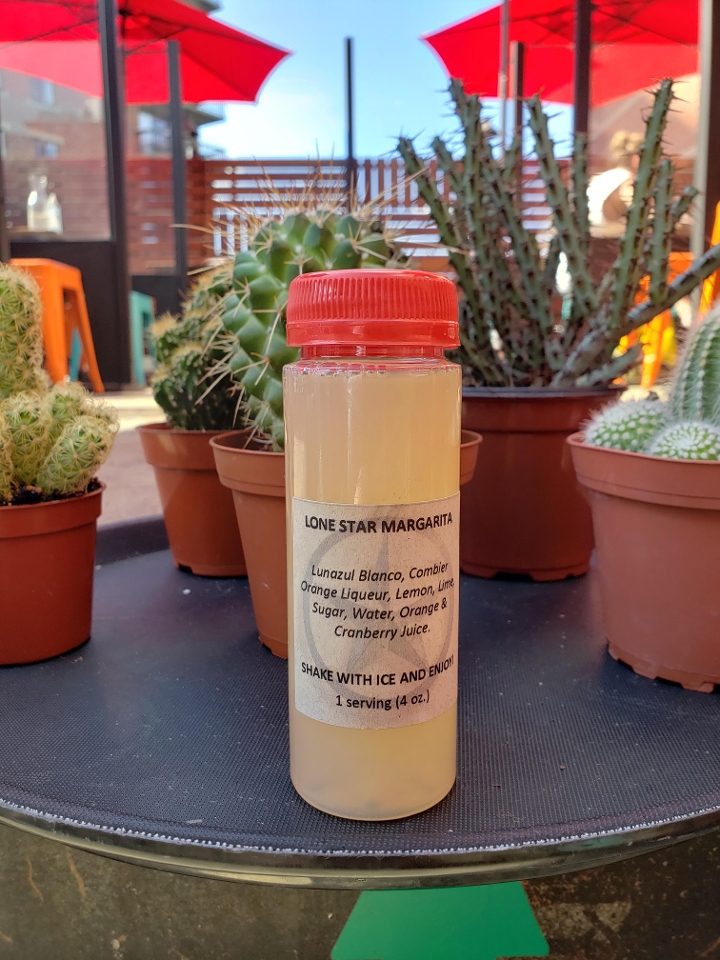 LONE STAR MARGARITA
Lunazul Blanco, Combier
Orange Liqueur, Lemon, Lime,
Sugar, Water, Orange &
Cranberry Juice.
SHAKE WITH ICE AND ENJOY!
1 serving (4 oz.)